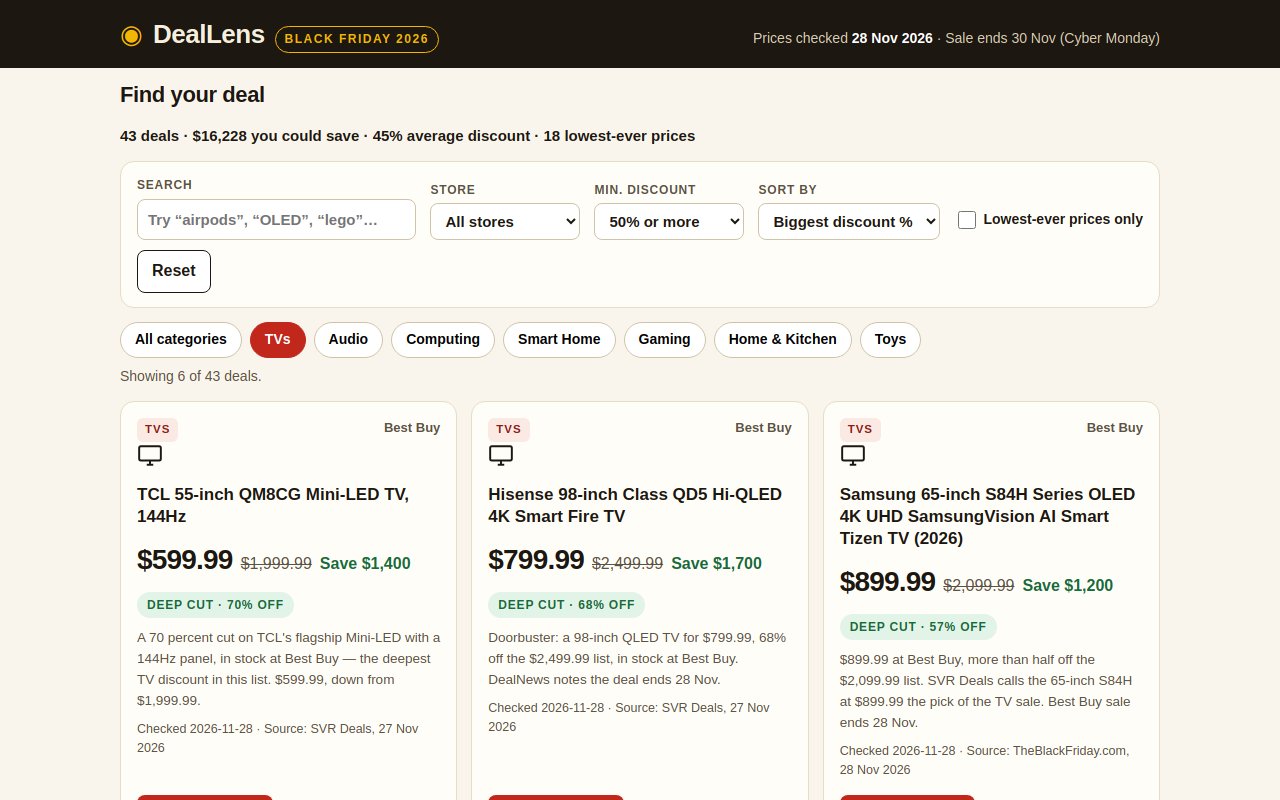 DealLens BLACK FRIDAY 2026
Prices checked 28 Nov 2026 · Sale ends 30 Nov (Cyber Monday)
Find your deal
43 deals · $16,228 you could save · 45% average discount · 18 lowest-ever prices
SEARCH
Try “airpods”, “OLED”, “lego”…
STORE
All stores
MIN. DISCOUNT
50% or more
SORT BY
Biggest discount %
Lowest-ever prices only
Reset
All categories
TVs
Audio
Computing
Smart Home
Gaming
Home & Kitchen
Toys
Showing 6 of 43 deals.
TVS
Best Buy
TCL 55-inch QM8CG Mini-LED TV,
144Hz
$599.99 $1,999.99 Save $1,400
DEEP CUT · 70% OFF
A 70 percent cut on TCL's flagship Mini-LED with a
144Hz panel, in stock at Best Buy — the deepest
TV discount in this list. $599.99, down from
$1,999.99.
Checked 2026-11-28 · Source: SVR Deals, 27 Nov
2026
TVS
Best Buy
Hisense 98-inch Class QD5 Hi-QLED
4K Smart Fire TV
$799.99 $2,499.99 Save $1,700
DEEP CUT · 68% OFF
Doorbuster: a 98-inch QLED TV for $799.99, 68%
off the $2,499.99 list, in stock at Best Buy.
DealNews notes the deal ends 28 Nov.
Checked 2026-11-28 · Source: SVR Deals, 27 Nov
2026
TVS
Best Buy
Samsung 65-inch S84H Series OLED
4K UHD SamsungVision AI Smart
Tizen TV (2026)
$899.99 $2,099.99 Save $1,200
DEEP CUT · 57% OFF
$899.99 at Best Buy, more than half off the
$2,099.99 list. SVR Deals calls the 65-inch S84H
at $899.99 the pick of the TV sale. Best Buy sale
ends 28 Nov.
Checked 2026-11-28 · Source: TheBlackFriday.com,
28 Nov 2026